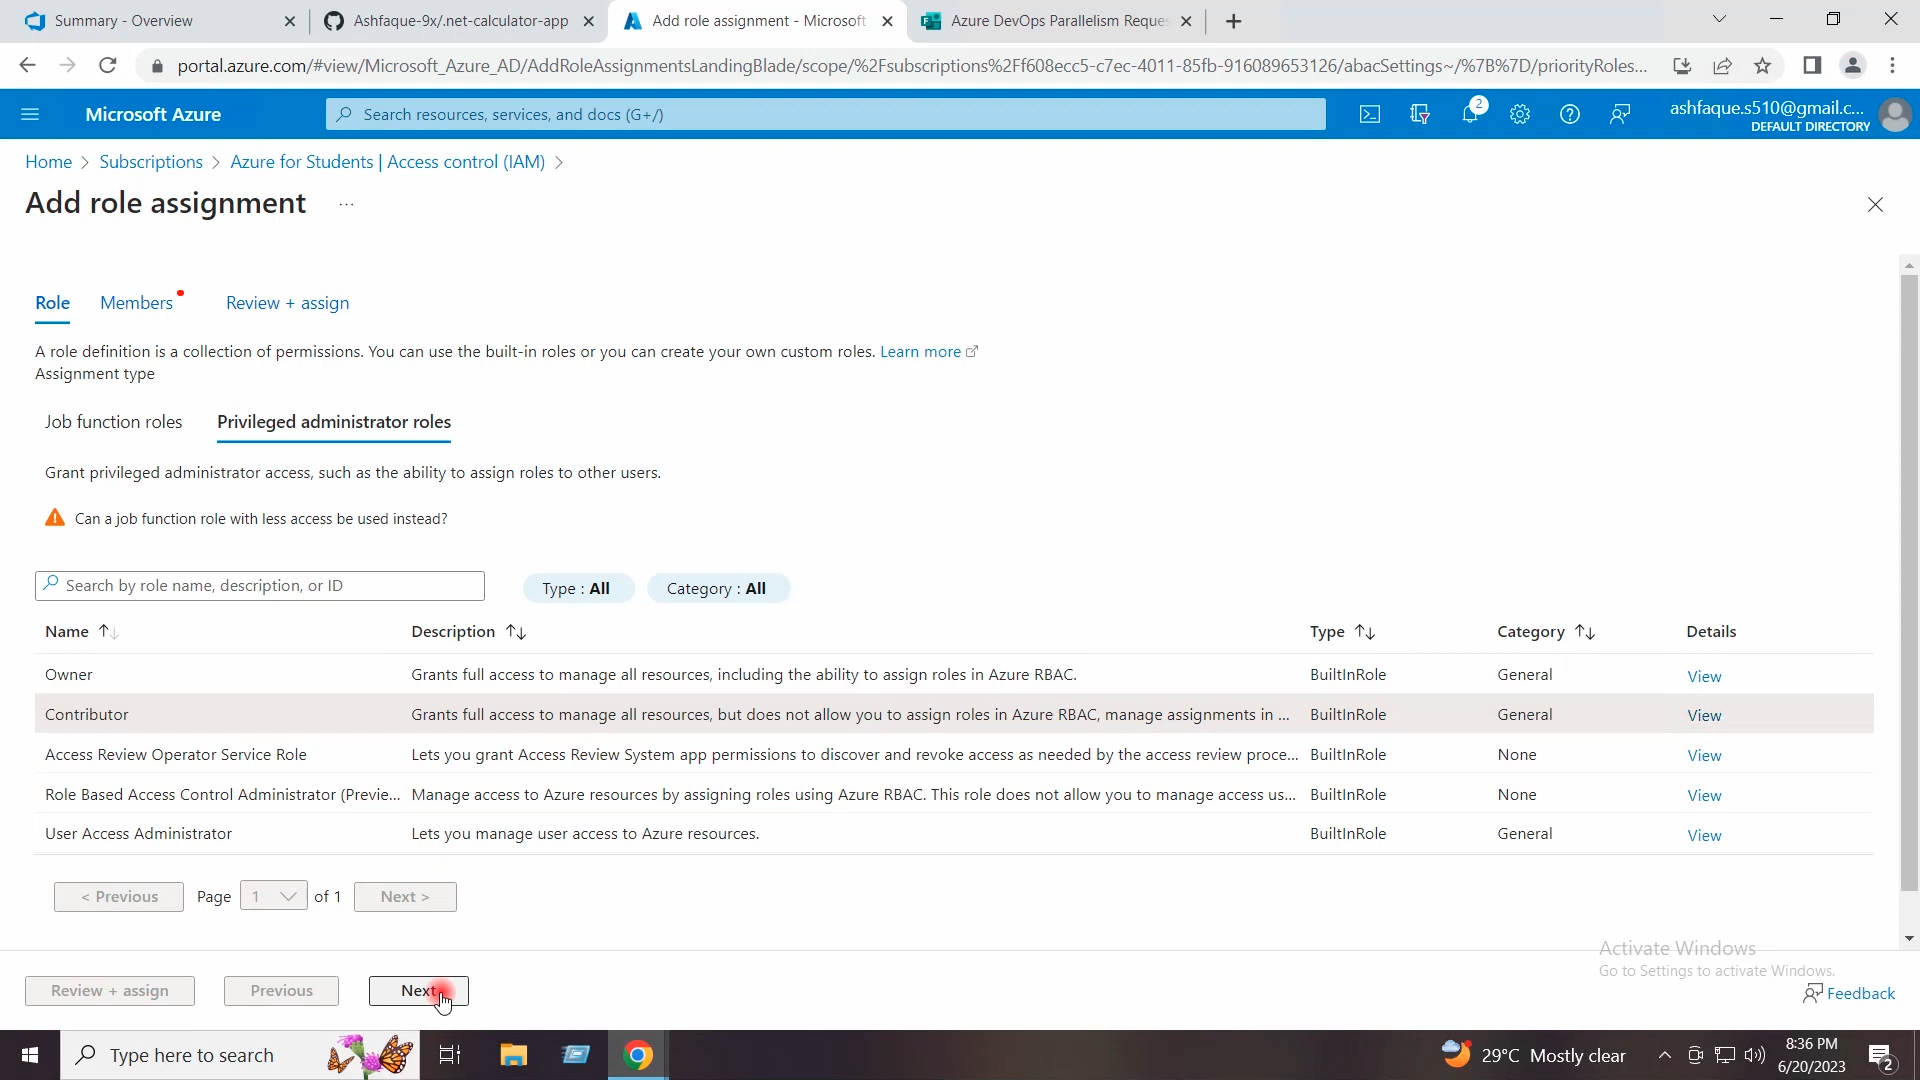 Summary - Overview
Ashfaque-9x/.net-calculator-app
Add role assignment - Microsoft
Azure DevOps Parallelism Reques
portal.azure.com/#view/Microsoft_Azure_AD/AddRoleAssignmentsLandingBlade/scope/%2Fsubscriptions%2Ff608ecc5-c7ec-4011-85fb-916089653126/abacSettings~/%7B%7D/priorityRoles...
Microsoft Azure
Search resources, services, and docs (G+/)
2
ashfaque.s510@gmail.c...
DEFAULT DIRECTORY
Home > Subscriptions > Azure for Students | Access control (IAM) >
Add role assignment ...
Role Members Review + assign
A role definition is a collection of permissions. You can use the built-in roles or you can create your own custom roles. Learn more
Assignment type
Job function roles Privileged administrator roles
Grant privileged administrator access, such as the ability to assign roles to other users.
Can a job function role with less access be used instead?
Search by role name, description, or ID
Type : All
Category : All
Name Description Type Category Details
Owner Grants full access to manage all resources, including the ability to assign roles in Azure RBAC. BuiltInRole General View
Contributor Grants full access to manage all resources, but does not allow you to assign roles in Azure RBAC, manage assignments in ... BuiltInRole General View
Access Review Operator Service Role Lets you grant Access Review System app permissions to discover and revoke access as needed by the access review proce... BuiltInRole None View
Role Based Access Control Administrator (Previe... Manage access to Azure resources by assigning roles using Azure RBAC. This role does not allow you to manage access us... BuiltInRole None View
User Access Administrator Lets you manage user access to Azure resources. BuiltInRole General View
< Previous Page 1 of 1 Next >
Activate Windows
Go to Settings to activate Windows.
Review + assign Previous Next
Feedback
Type here to search
29°C Mostly clear
8:36 PM
6/20/2023
2